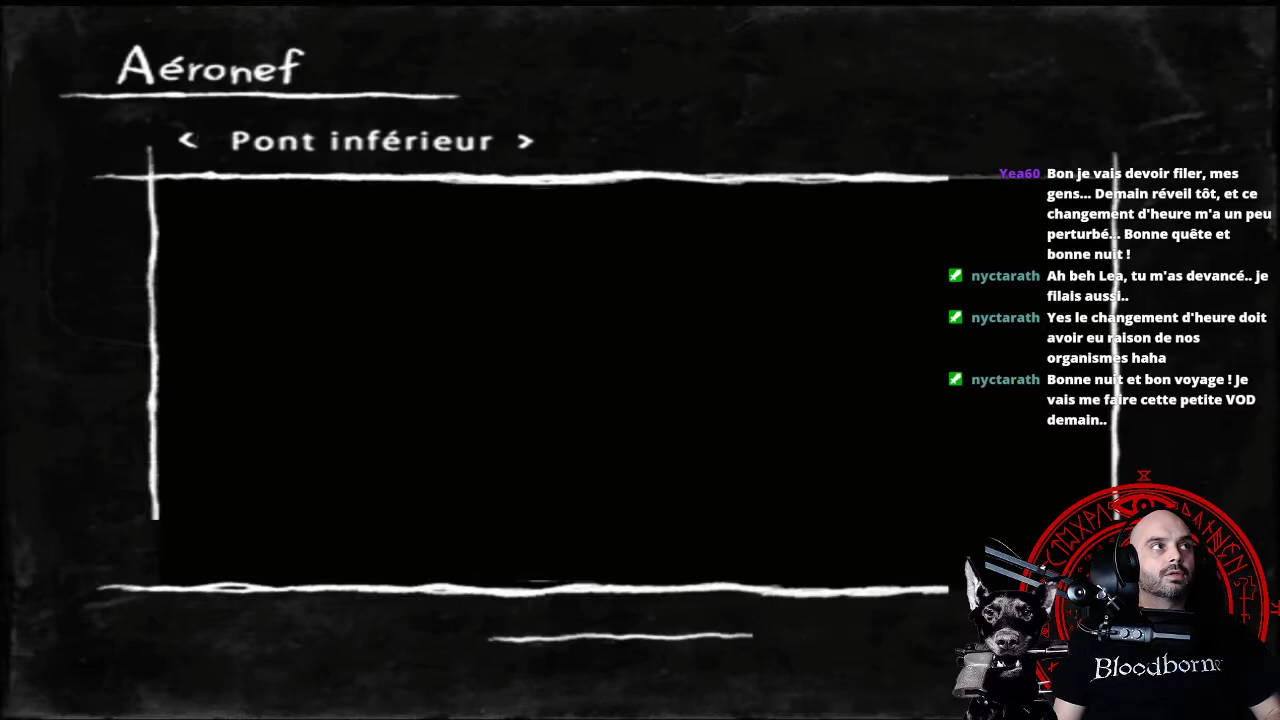 Aéronef
< Pont inférieur >
Yea60 Bon je vais devoir filer, mes
gens... Demain réveil tôt, et ce
changement d'heure m'a un peu
perturbé... Bonne quête et
bonne nuit !
nyctarath Ah beh Lea, tu m'as devancé.. je
filais aussi..
nyctarath Yes le changement d'heure doit
avoir eu raison de nos
organismes haha
nyctarath Bonne nuit et bon voyage ! Je
vais me faire cette petite VOD
demain..
Bloodborne